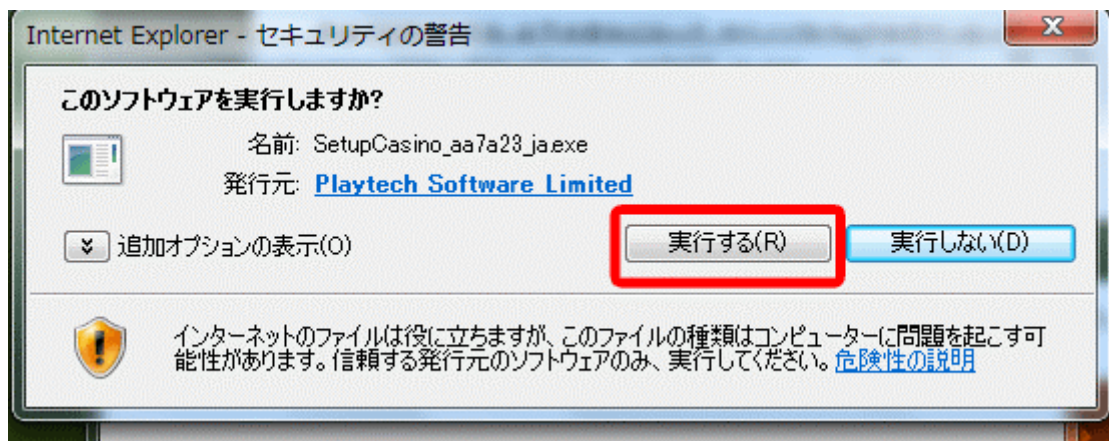 Internet Explorer - セキュリティの警告
このソフトウェアを実行しますか?
名前: SetupCasino_aa7a23_ja.exe
発行元: Playtech Software Limited
追加オプションの表示(O)
実行する(R)
実行しない(D)
インターネットのファイルは役に立ちますが、このファイルの種類はコンピューターに問題を起こす可
能性があります。信頼する発行元のソフトウェアのみ、実行してください。危険性の説明